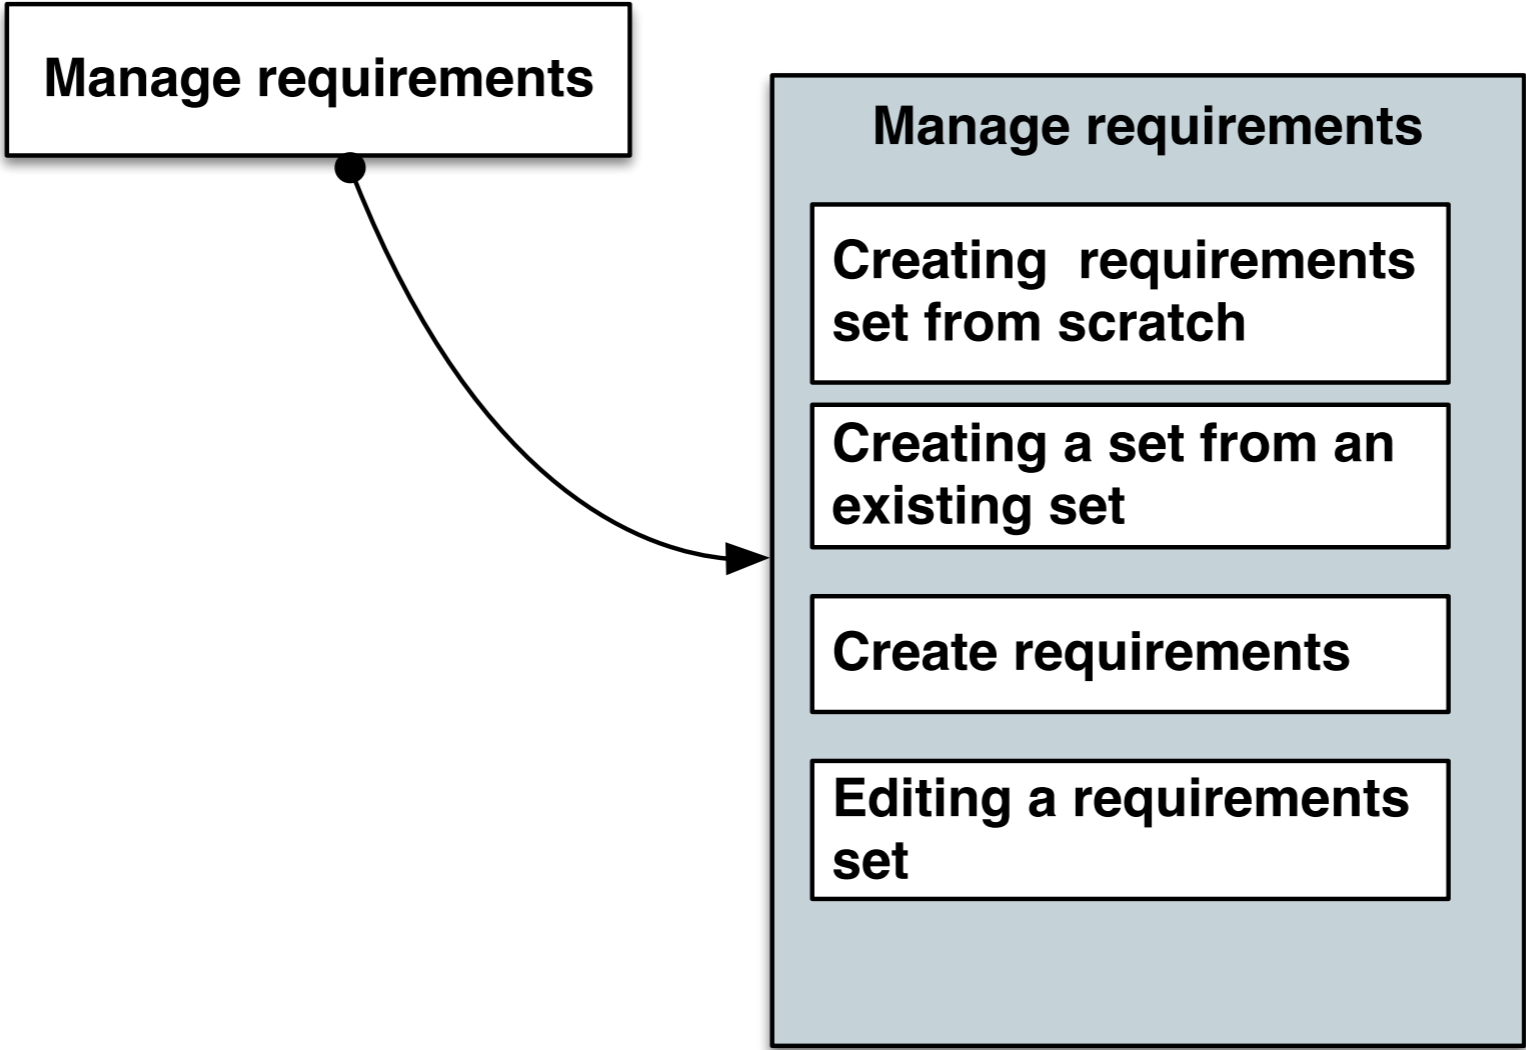 Manage requirements
Manage requirements
Creating  requirements
set from scratch
Creating a set from an
existing set
Create requirements
Editing a requirements
set